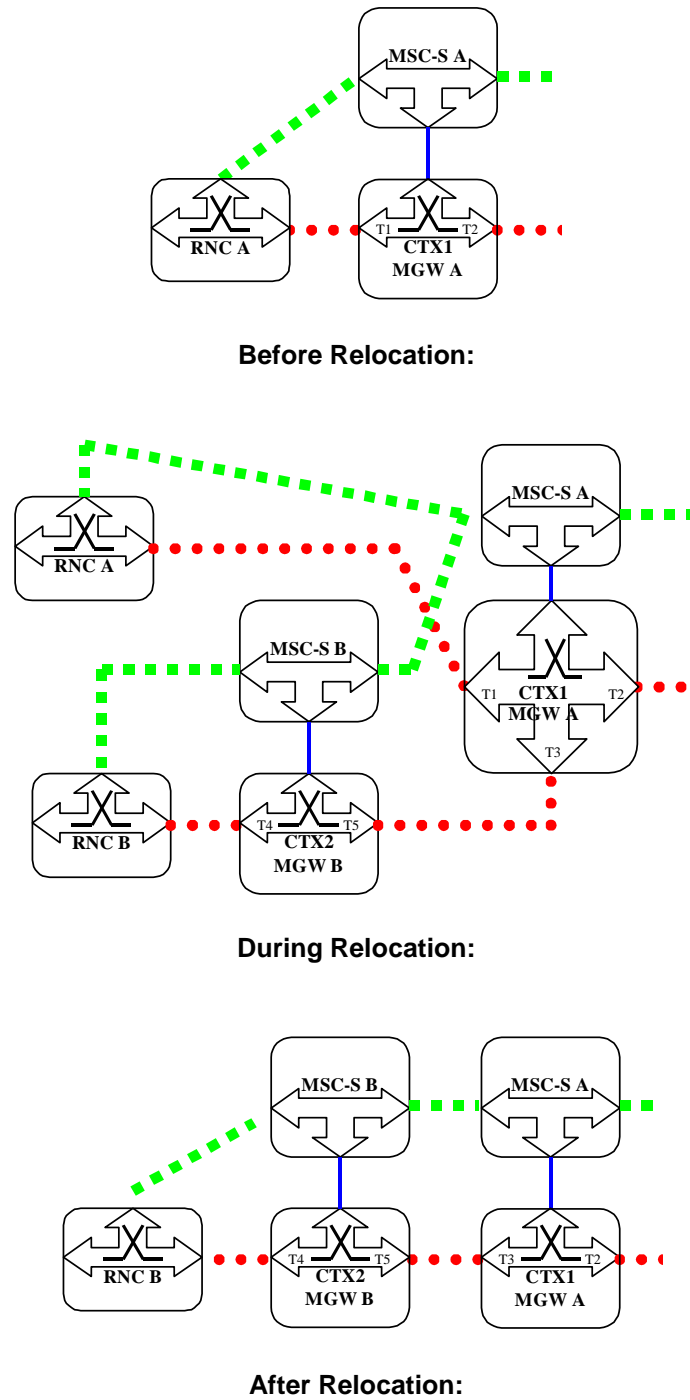 MSC-S A
RNC A
T1
T2
CTX1
MGW A
Before Relocation:
MSC-S A
RNC A
MSC-S B
T1
CTX1
T2
MGW A
T3
RNC B
T4
T5
CTX2
MGW B
During Relocation:
MSC-S B
MSC-S A
RNC B
T4
T5
CTX2
MGW B
T3
T2
CTX1
MGW A
After Relocation: